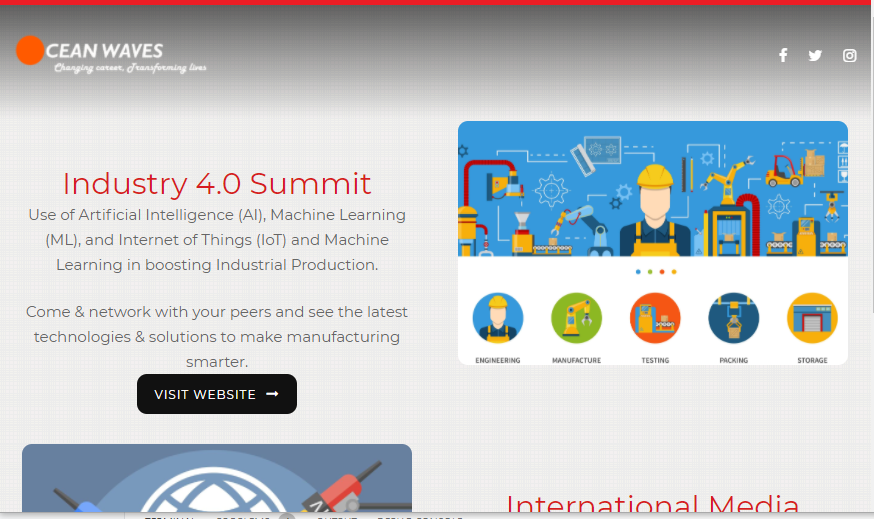 CEAN WAVES
Changing career, Transforming lives
Industry 4.0 Summit
Use of Artificial Intelligence (AI), Machine Learning
(ML), and Internet of Things (IoT) and Machine
Learning in boosting Industrial Production.
Come & network with your peers and see the latest
technologies & solutions to make manufacturing
smarter.
VISIT WEBSITE
ENGINEERING
MANUFACTURE
TESTING
PACKING
STORAGE
International Media